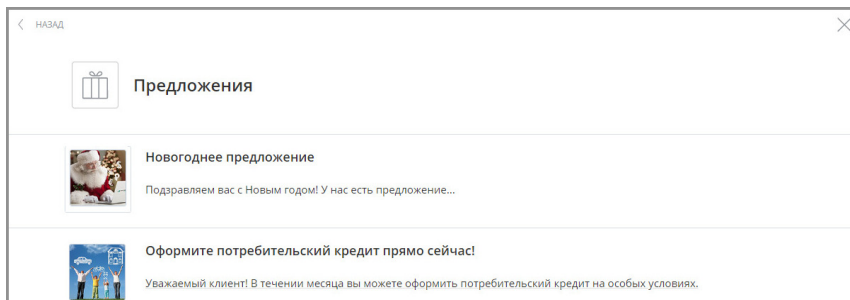 НАЗАД
Предложения
Новогоднее предложение
Подзравляем вас с Новым годом! У нас есть предложение...
Оформите потребительский кредит прямо сейчас!
Уважаемый клиент! В течении месяца вы можете оформить потребительский кредит на особых условиях.